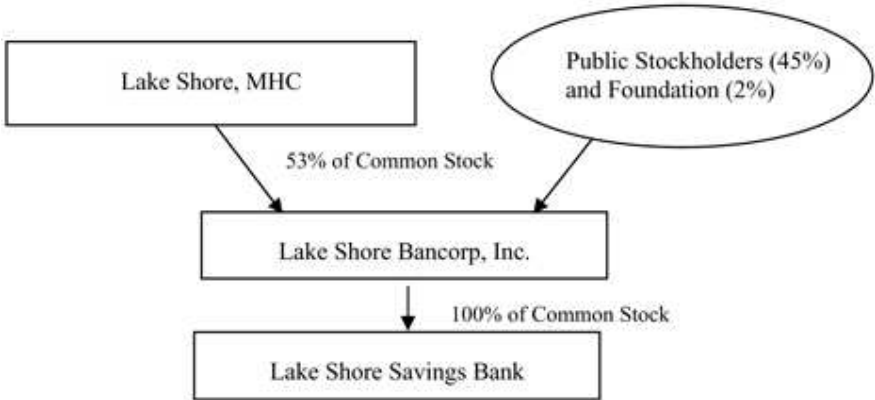 Lake Shore, MHC
Public Stockholders (45%)
and Foundation (2%)
53% of Common Stock
Lake Shore Bancorp, Inc.
100% of Common Stock
Lake Shore Savings Bank